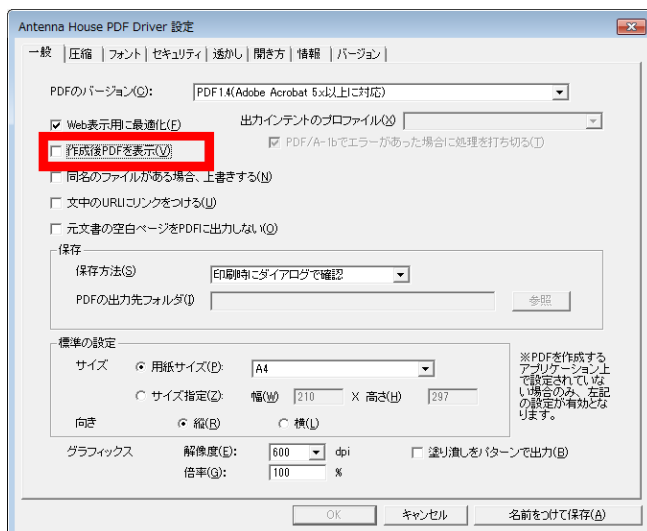 Antenna House PDF Driver 設定
一般 圧縮 フォント セキュリティ 透かし 開き方 情報 バージョン
PDFのバージョン(C): PDF1.4(Adobe Acrobat 5.x以上に対応)
Web表示用に最適化(F) 出力インテントのプロファイル(X)
作成後PDFを表示(V) PDF/A-1bでエラーがあった場合に処理を打ち切る(T)
同名のファイルがある場合、上書きする(N)
文中のURLにリンクをつける(U)
元文書の空白ページをPDFに出力しない(O)
保存
保存方法(S) 印刷時にダイアログで確認
PDFの出力先フォルダ(I) 参照
標準の設定
サイズ 用紙サイズ(P): A4
サイズ指定(Z): 幅(W) 210 X 高さ(H) 297
向き 縦(R) 横(L)
※PDFを作成する
アプリケーション上
で設定されていな
い場合のみ、左記
の設定が有効とな
ります。
グラフィックス 解像度(E): 600 dpi 塗り潰しをパターンで出力(B)
倍率(G): 100 %
OK キャンセル 名前をつけて保存(A)